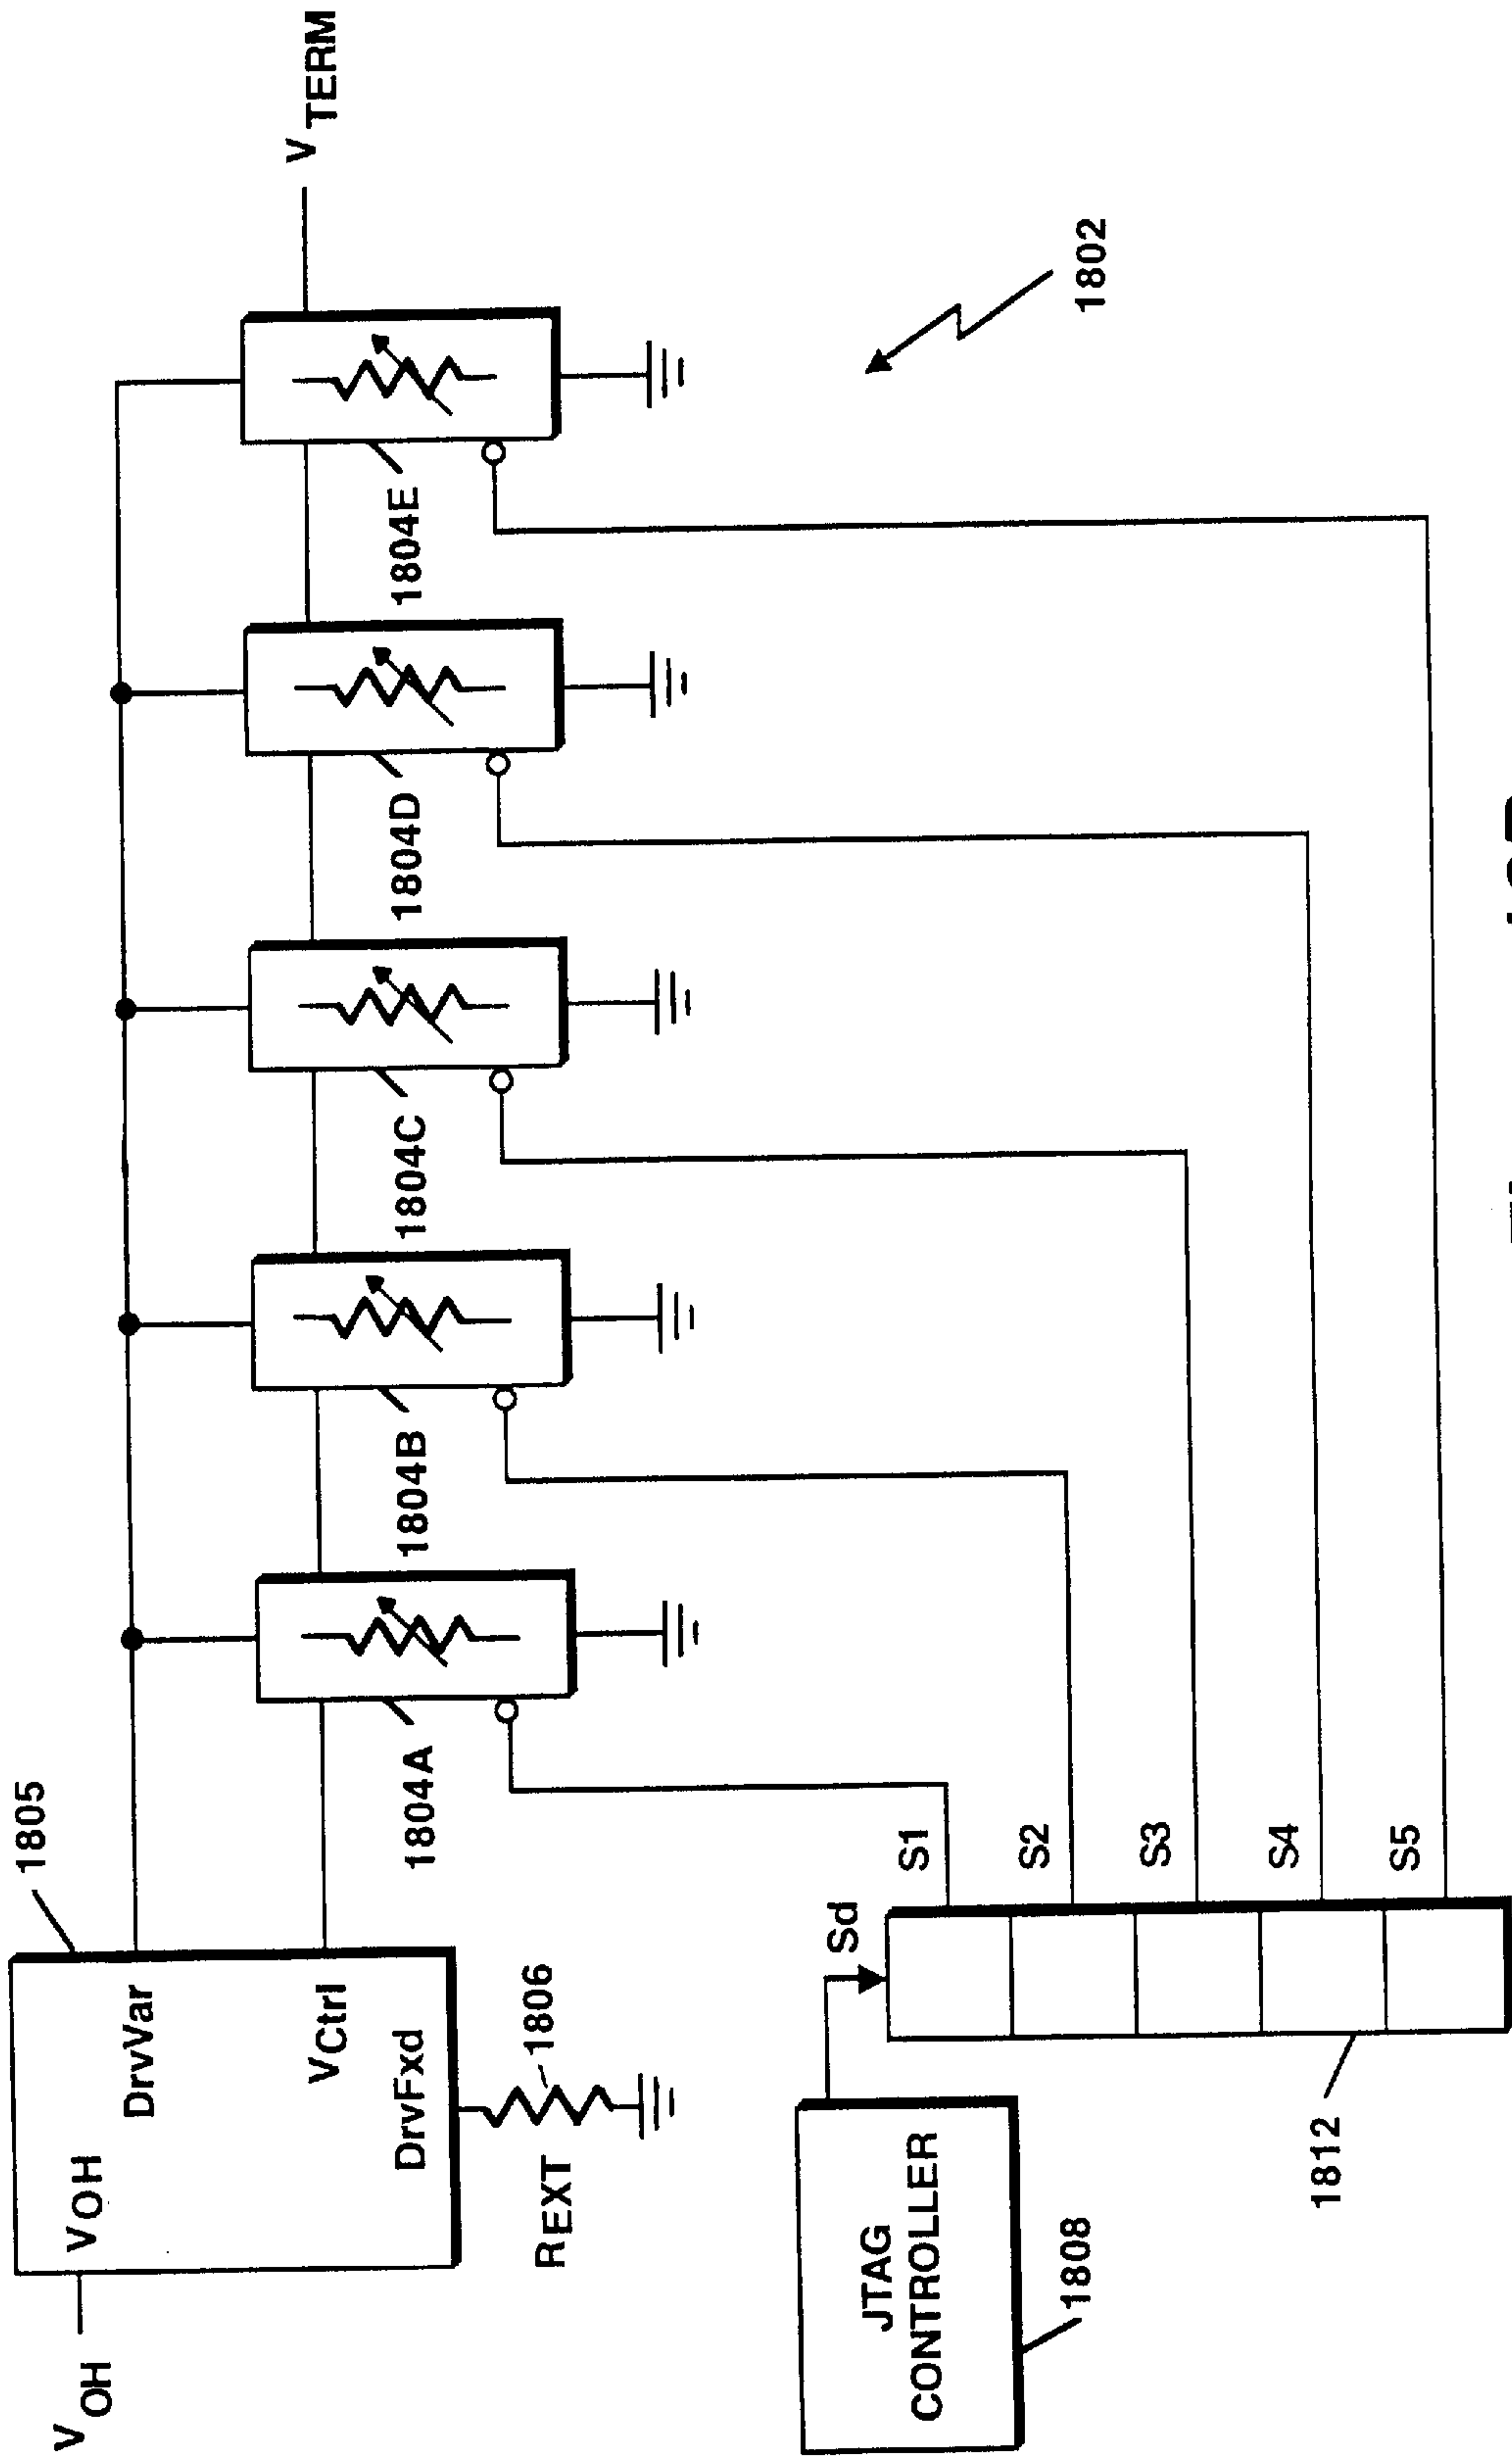 VOH
VOH
DrvVar
VCtrl
DrvFxd
1805
REXT
1806
1804A
1804B
1804C
1804D
1804E
VTERM
1802
JTAG
CONTROLLER
1808
Sd
S1
S2
S3
S4
S5
1812